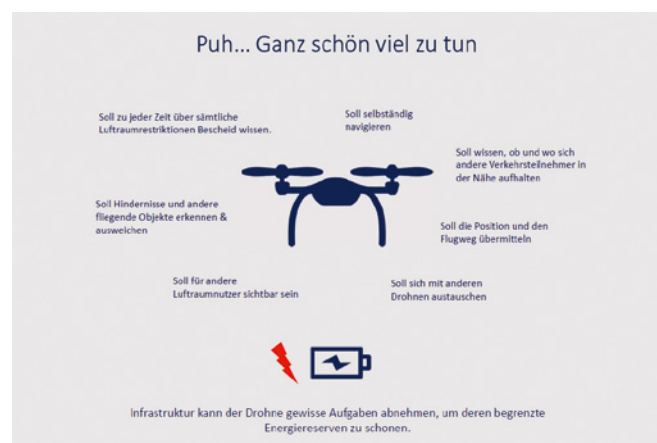 Puh... Ganz schön viel zu tun
Soll zu jeder Zeit über sämtliche
Luftraumrestriktionen Bescheid wissen.
Soll selbständig
navigieren
Soll wissen, ob und wo sich
andere Verkehrsteilnehmer in
der Nähe aufhalten
Soll Hindernisse und andere
fliegende Objekte erkennen &
ausweichen
Soll die Position und den
Flugweg übermitteln
Soll für andere
Luftraumnutzer sichtbar sein
Soll sich mit anderen
Drohnen austauschen
Infrastruktur kann der Drohne gewisse Aufgaben abnehmen, um deren begrenzte
Energiereserven zu schonen.